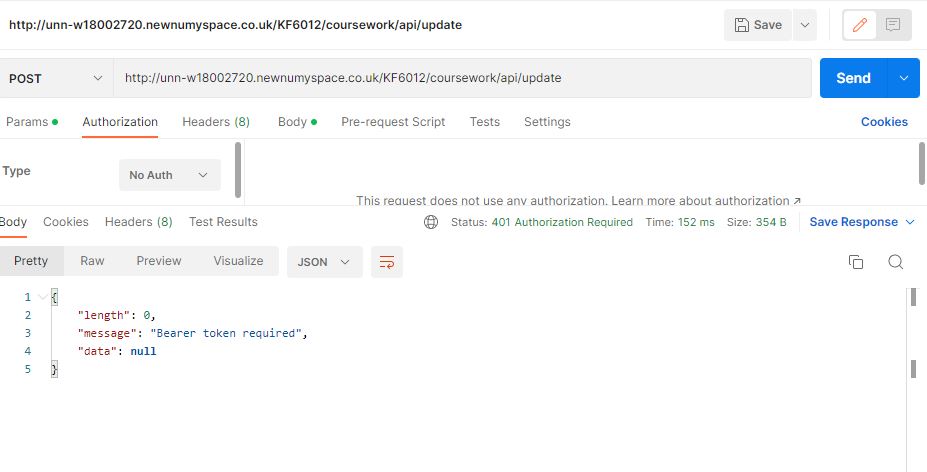 http://unn-w18002720.newnumyspace.co.uk/KF6012/coursework/api/update Save
POST http://unn-w18002720.newnumyspace.co.uk/KF6012/coursework/api/update Send
Params Authorization Headers (8) Body Pre-request Script Tests Settings Cookies
Type No Auth
This request does not use any authorization. Learn more about authorization ↗
Body Cookies Headers (8) Test Results Status: 401 Authorization Required Time: 152 ms Size: 354 B Save Response
Pretty Raw Preview Visualize JSON
1 {
2 "length": 0,
3 "message": "Bearer token required",
4 "data": null
5 }